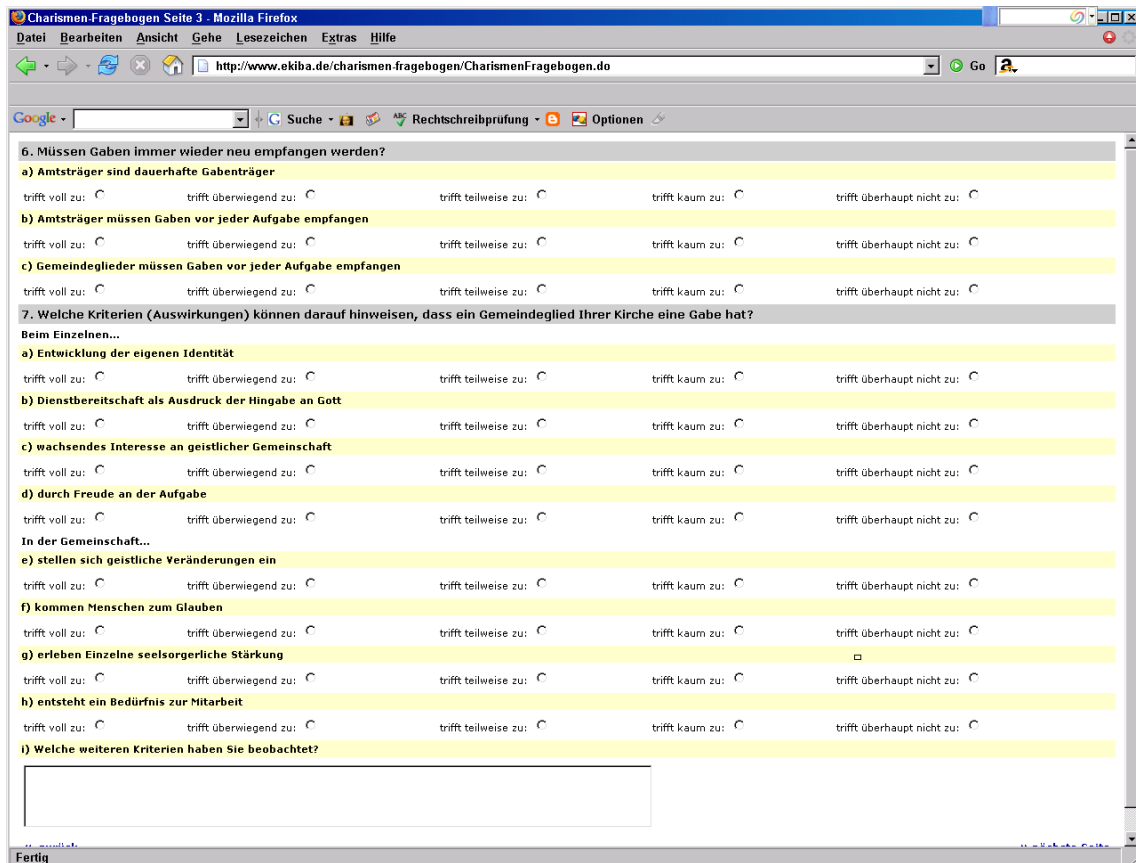 Charismen-Fragebogen Seite 3 - Mozilla Firefox
Datei Bearbeiten Ansicht Gehe Lesezeichen Extras Hilfe
http://www.ekiba.de/charismen-fragebogen/CharismenFragebogen.do Go
Google Suche ABC Rechtschreibprüfung Optionen
6. Müssen Gaben immer wieder neu empfangen werden?
a) Amtsträger sind dauerhafte Gabenträger
trifft voll zu: trifft überwiegend zu: trifft teilweise zu: trifft kaum zu: trifft überhaupt nicht zu:
b) Amtsträger müssen Gaben vor jeder Aufgabe empfangen
trifft voll zu: trifft überwiegend zu: trifft teilweise zu: trifft kaum zu: trifft überhaupt nicht zu:
c) Gemeindeglieder müssen Gaben vor jeder Aufgabe empfangen
trifft voll zu: trifft überwiegend zu: trifft teilweise zu: trifft kaum zu: trifft überhaupt nicht zu:
7. Welche Kriterien (Auswirkungen) können darauf hinweisen, dass ein Gemeindeglied Ihrer Kirche eine Gabe hat?
Beim Einzelnen...
a) Entwicklung der eigenen Identität
trifft voll zu: trifft überwiegend zu: trifft teilweise zu: trifft kaum zu: trifft überhaupt nicht zu:
b) Dienstbereitschaft als Ausdruck der Hingabe an Gott
trifft voll zu: trifft überwiegend zu: trifft teilweise zu: trifft kaum zu: trifft überhaupt nicht zu:
c) wachsendes Interesse an geistlicher Gemeinschaft
trifft voll zu: trifft überwiegend zu: trifft teilweise zu: trifft kaum zu: trifft überhaupt nicht zu:
d) durch Freude an der Aufgabe
trifft voll zu: trifft überwiegend zu: trifft teilweise zu: trifft kaum zu: trifft überhaupt nicht zu:
In der Gemeinschaft...
e) stellen sich geistliche Veränderungen ein
trifft voll zu: trifft überwiegend zu: trifft teilweise zu: trifft kaum zu: trifft überhaupt nicht zu:
f) kommen Menschen zum Glauben
trifft voll zu: trifft überwiegend zu: trifft teilweise zu: trifft kaum zu: trifft überhaupt nicht zu:
g) erleben Einzelne seelsorgerliche Stärkung
trifft voll zu: trifft überwiegend zu: trifft teilweise zu: trifft kaum zu: trifft überhaupt nicht zu:
h) entsteht ein Bedürfnis zur Mitarbeit
trifft voll zu: trifft überwiegend zu: trifft teilweise zu: trifft kaum zu: trifft überhaupt nicht zu:
i) Welche weiteren Kriterien haben Sie beobachtet?
Fertig